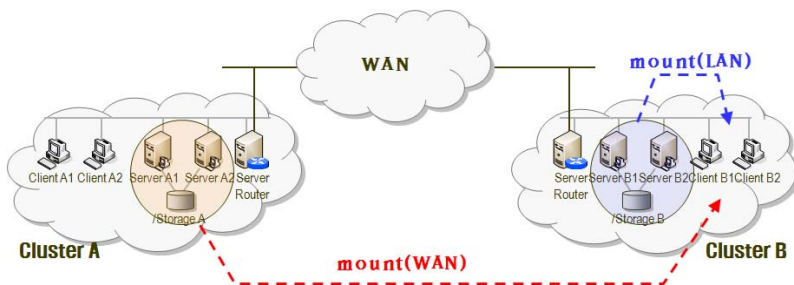 WAN
mount(LAN)
Client A1 Client A2 Server A1 Server A2 Server Router
Server Router Server B1 Server B2 Client B1 Client B2
/Storage A
/Storage B
Cluster A
Cluster B
mount(WAN)